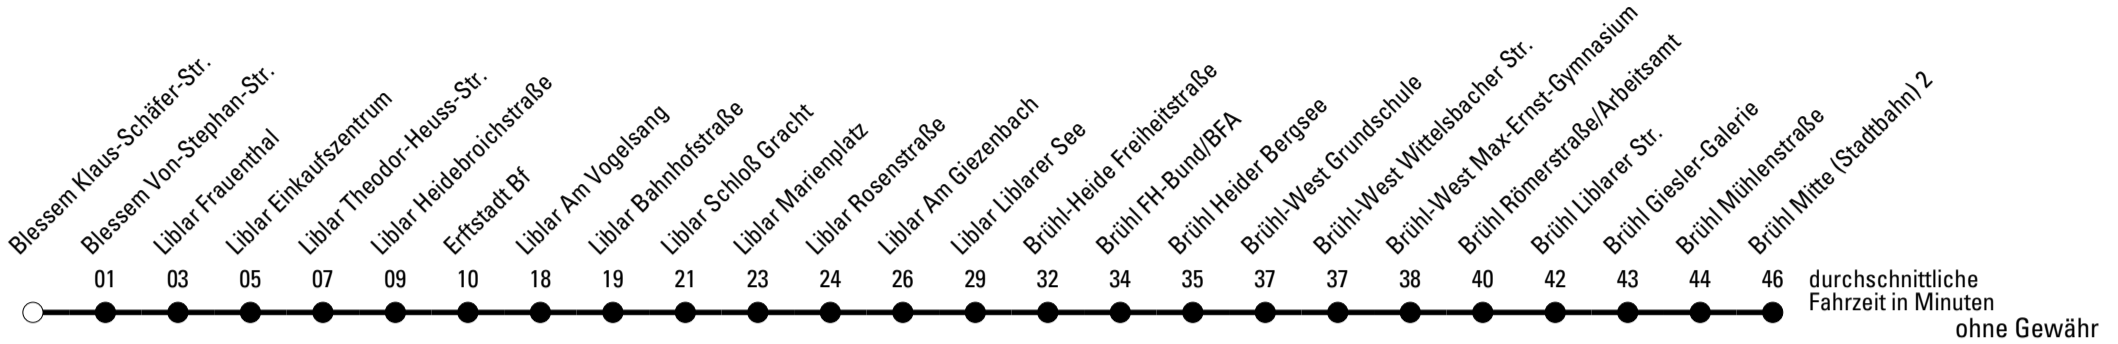 Blessem Klaus-Schäfer-Str.
Blessem Von-Stephan-Str.
Liblar Frauenthal
Liblar Einkaufszentrum
Liblar Theodor-Heuss-Str.
Liblar Heidebroichstraße
Erftstadt Bf
Liblar Am Vogelsang
Liblar Bahnhofstraße
Liblar Schloß Gracht
Liblar Marienplatz
Liblar Rosenstraße
Liblar Am Giezenbach
Liblar Liblarer See
Brühl-Heide Freiheitstraße
Brühl FH-Bund/BFA
Brühl Heider Bergsee
Brühl-West Grundschule
Brühl-West Wittelsbacher Str.
Brühl-West Max-Ernst-Gymnasium
Brühl Römerstraße/Arbeitsamt
Brühl Liblarer Str.
Brühl Giesler-Galerie
Brühl Mühlenstraße
Brühl Mitte (Stadtbahn) 2
01 03 05 07 09 10 18 19 21 23 24 26 29 32 34 35 37 37 38 40 42 43 44 46 durchschnittliche
Fahrzeit in Minuten
ohne Gewähr